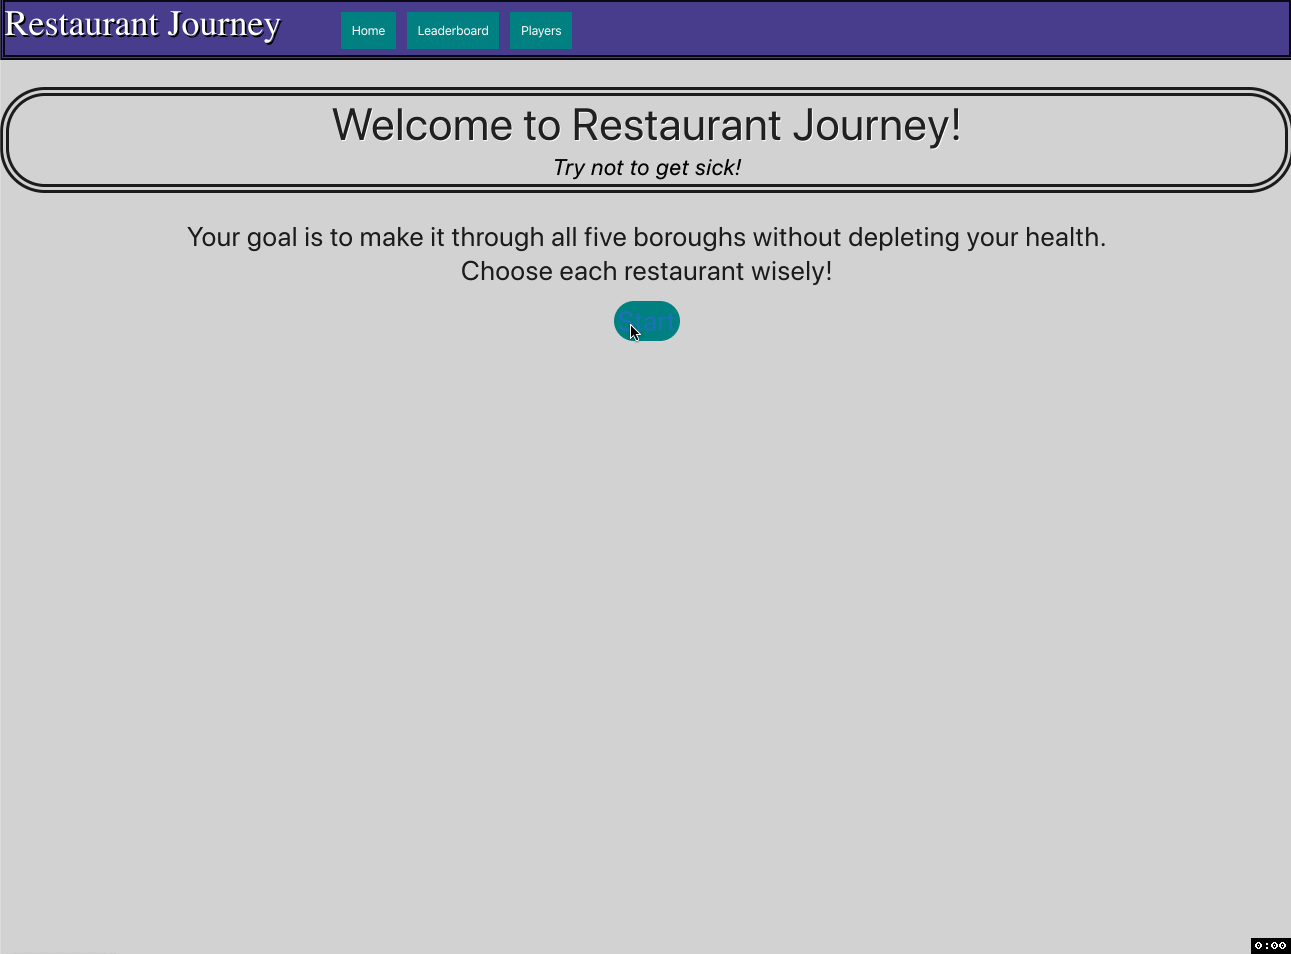 Restaurant Journey
Home
Leaderboard
Players
Welcome to Restaurant Journey!
Try not to get sick!
Your goal is to make it through all five boroughs without depleting your health.
Choose each restaurant wisely!
Start
0:00